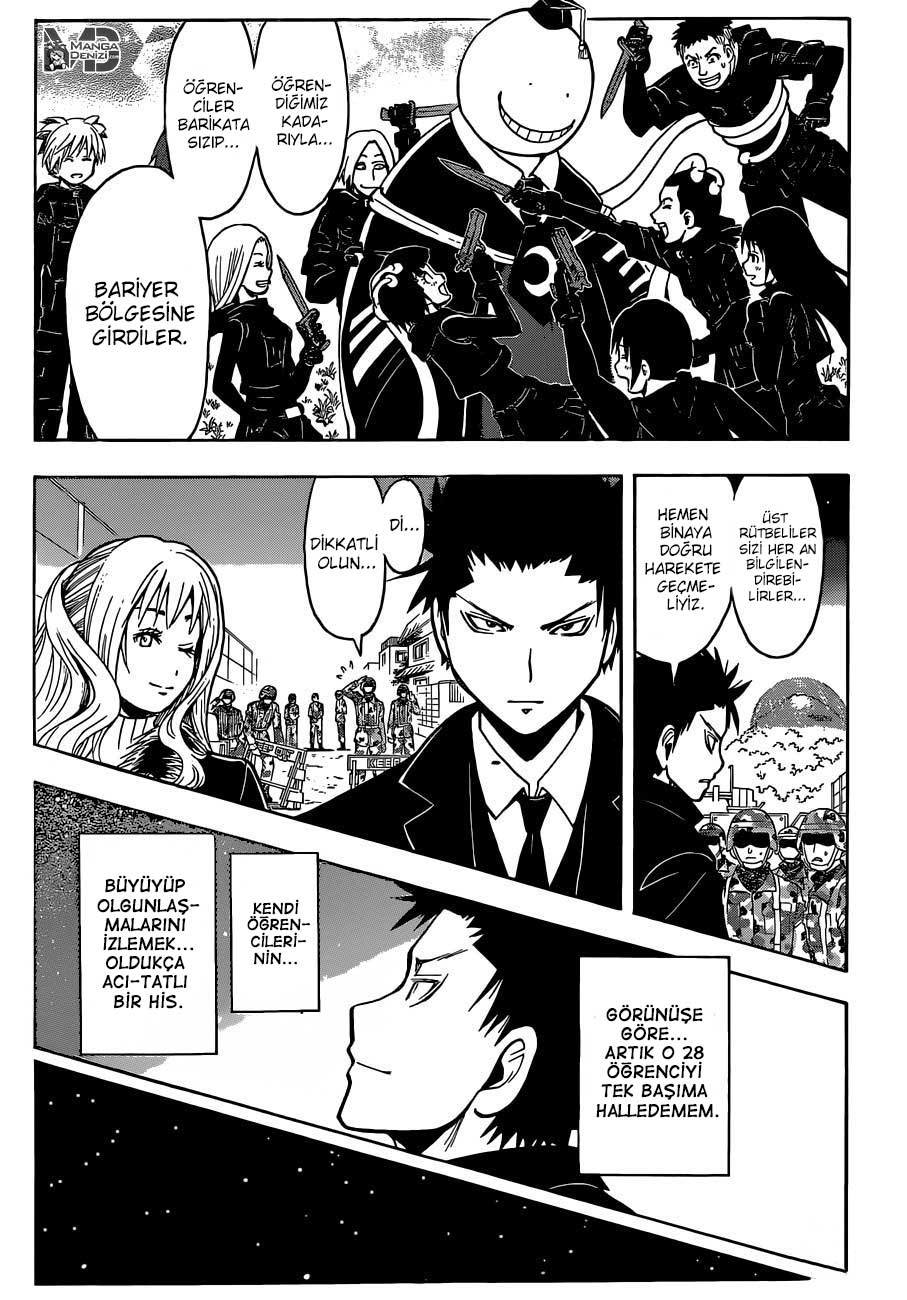 MANGA
DENİZİ
ÖĞREN-
DİĞİMİZ
KADA-
RIYLA...
ÖĞREN-
CİLER
BARİKATA
SIZIP...
BARİYER
BÖLGESİNE
GİRDİLER.
ÜST
RÜTBELİLER
SİZİ HER AN
BİLGİLEN-
DİREBİ-
LİRLER...
HEMEN
BİNAYA
DOĞRU
HAREKETE
GEÇME-
LİYİZ.
Dİ...
DİKKATLİ
OLUN...
KEEP
KEEP
KENDİ
ÖĞREN-
CİLERİ-
NİN...
BÜYÜYÜP
OLGUNLAŞ-
MALARINI
İZLEMEK...
OLDUKÇA
ACI-TATLI
BİR HİS.
GÖRÜNÜŞE
GÖRE...
ARTIK O 28
ÖĞRENCİYİ
TEK BAŞIMA
HALLEDEMEM.